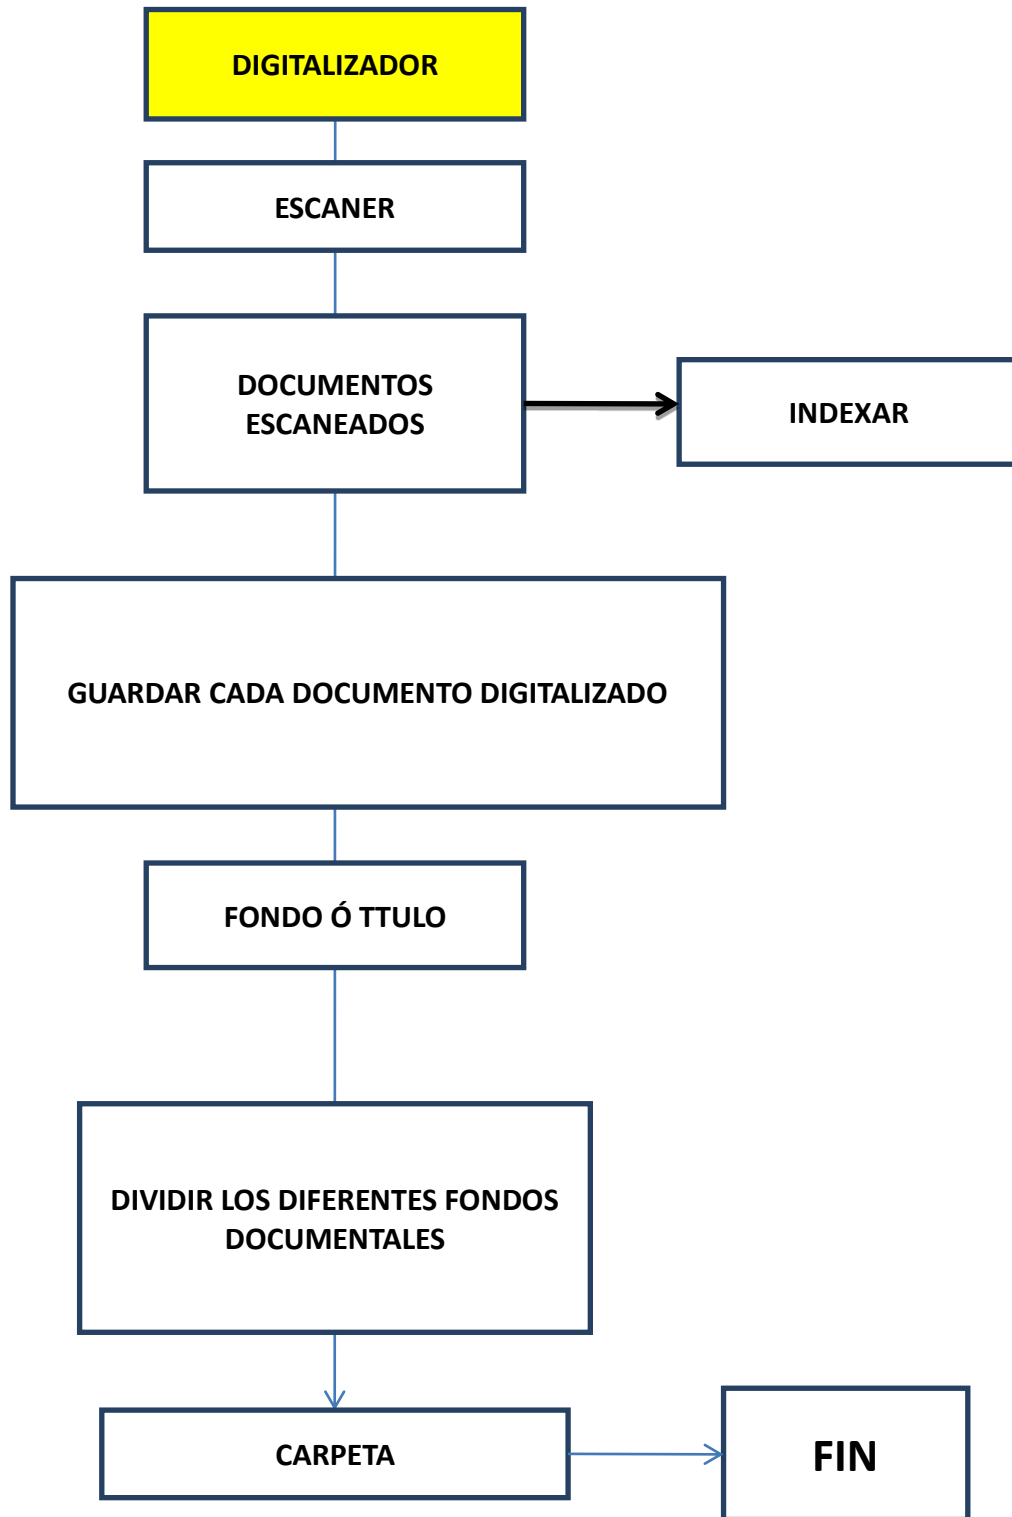 DIGITALIZADOR
ESCANER
DOCUMENTOS
ESCANEADOS
INDEXAR
GUARDAR CADA DOCUMENTO DIGITALIZADO
FONDO Ó TTULO
DIVIDIR LOS DIFERENTES FONDOS
DOCUMENTALES
CARPETA
FIN